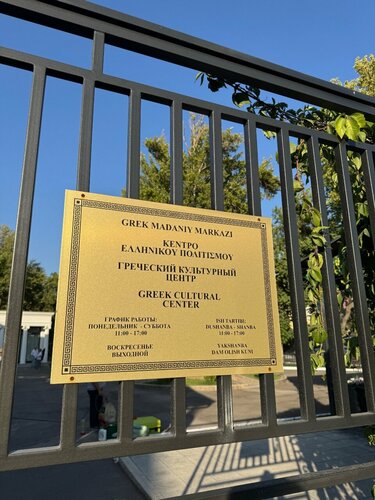 GREK MADANIY MARKAZI
ΚΕΝΤΡΟ
ΕΛΛΗΝΙΚΟΥ ΠΟΛΙΤΙΣΜΟΥ
ГРЕЧЕСКИЙ КУЛЬТУРНЫЙ
ЦЕНТР
GREEK CULTURAL
CENTER
ГРАФИК РАБОТЫ:
ПОНЕДЕЛЬНИК - СУББОТА
11:00 - 17:00
ВОСКРЕСЕНЬЕ
ВЫХОДНОЙ
ISH TARTIBI:
DUSHANBA - SHANBA
11:00 - 17:00
YAKSHANBA
DAM OLISH KUNI